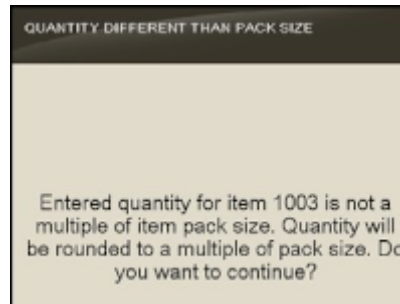 QUANTITY DIFFERENT THAN PACK SIZE
Entered quantity for item 1003 is not a
multiple of item pack size. Quantity will
be rounded to a multiple of pack size. Do
you want to continue?